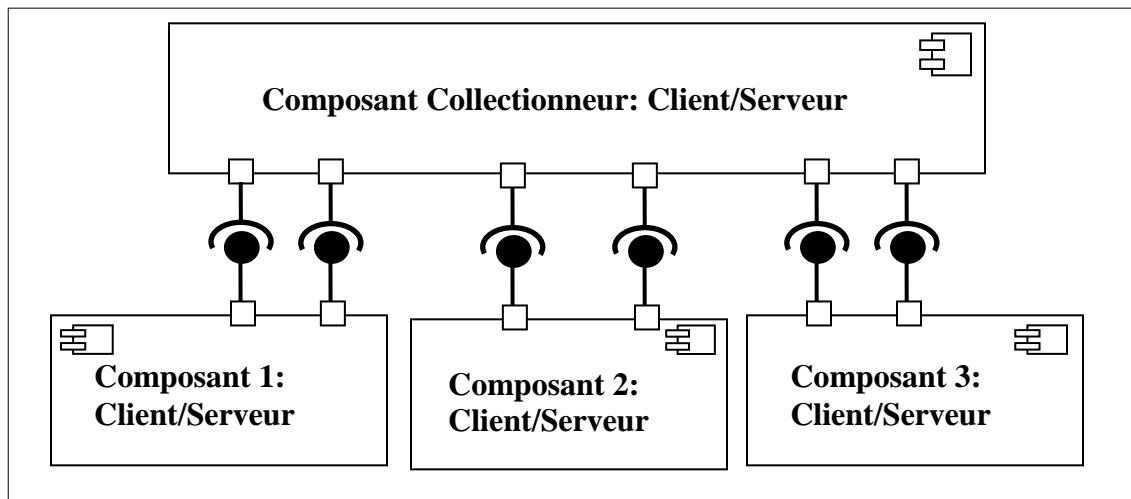 Composant Collectionneur: Client/Serveur
Composant 1:
Client/Serveur
Composant 2:
Client/Serveur
Composant 3:
Client/Serveur